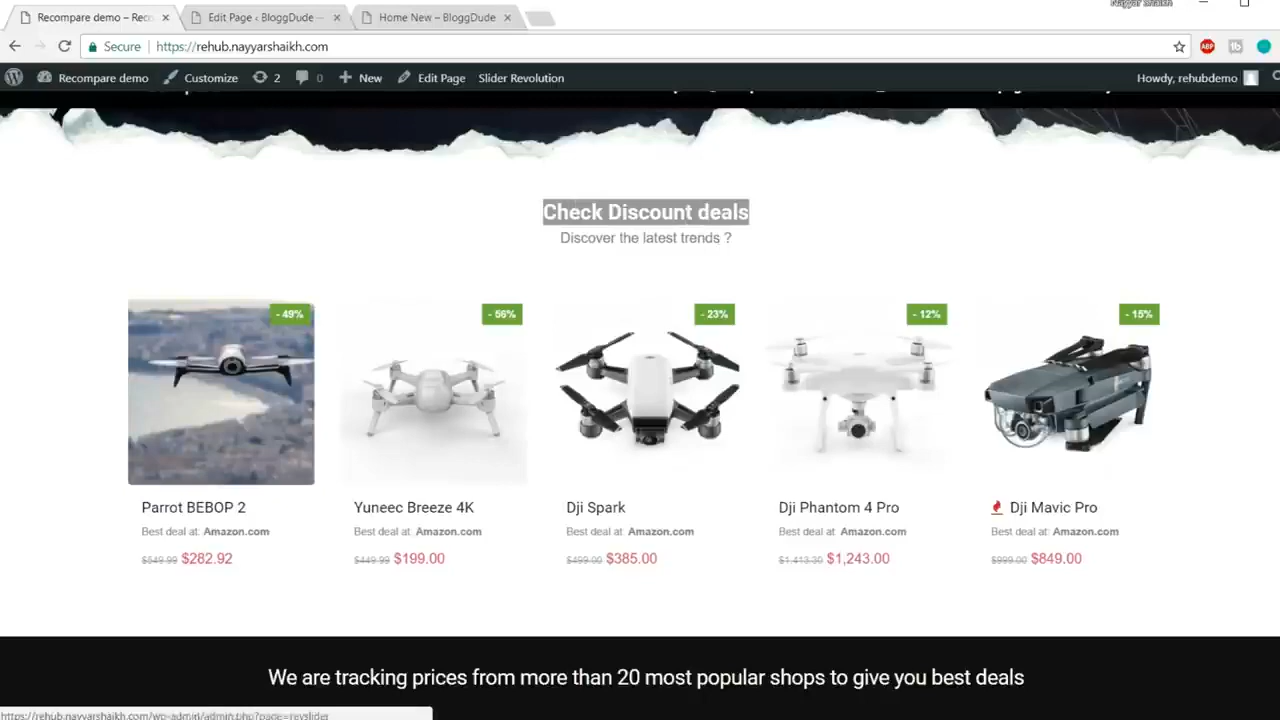 Nayyar Shaikh
Recompare demo – Reco
Edit Page ‹ BloggDude —
Home New – BloggDude
Secure https://rehub.nayyarshaikh.com
ABP
tb
Recompare demo Customize 2 0 New Edit Page Slider Revolution Howdy, rehubdemo
Check Discount deals
Discover the latest trends ?
- 49% - 56% - 23% - 12% - 15%
Parrot BEBOP 2 Yuneec Breeze 4K Dji Spark Dji Phantom 4 Pro Dji Mavic Pro
Best deal at: Amazon.com Best deal at: Amazon.com Best deal at: Amazon.com Best deal at: Amazon.com Best deal at: Amazon.com
$549.99 $282.92 $449.99 $199.00 $499.00 $385.00 $1,413.30 $1,243.00 $999.00 $849.00
We are tracking prices from more than 20 most popular shops to give you best deals
https://rehub.nayyarshaikh.com/wp-admin/admin.php?page=revslider